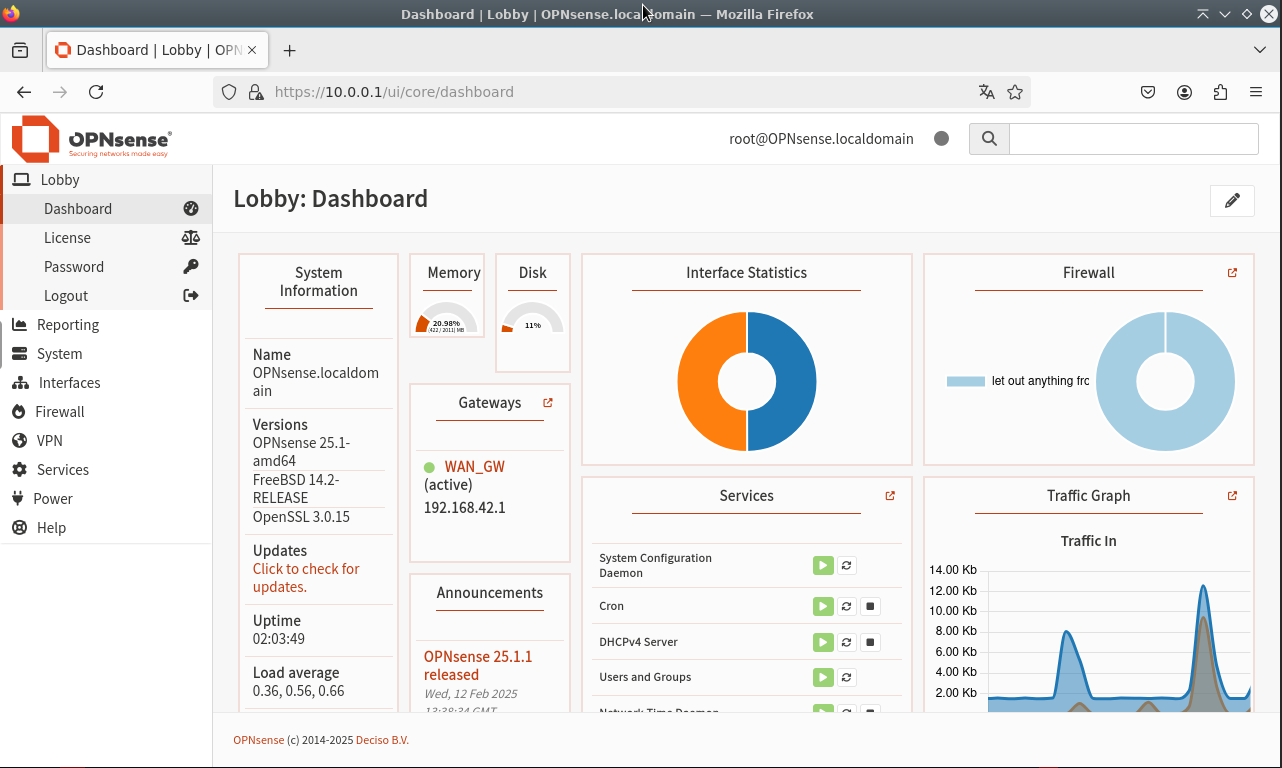 Dashboard | Lobby | OPNsense.localdomain — Mozilla Firefox
Dashboard | Lobby | OPN
https://10.0.0.1/ui/core/dashboard
OPNsense®
Securing networks made easy
root@OPNsense.localdomain
Lobby
Dashboard
License
Password
Logout
Reporting
System
Interfaces
Firewall
VPN
Services
Power
Help
Lobby: Dashboard
System
Information
Name
OPNsense.localdom
ain
Versions
OPNsense 25.1-
amd64
FreeBSD 14.2-
RELEASE
OpenSSL 3.0.15
Updates
Click to check for
updates.
Uptime
02:03:49
Load average
0.36, 0.56, 0.66
Memory
20.98%
(422 / 2011) MB
Disk
11%
Gateways
WAN_GW
(active)
192.168.42.1
Announcements
OPNsense 25.1.1
released
Wed, 12 Feb 2025
13:38:34 GMT
Interface Statistics
Services
System Configuration
Daemon
Cron
DHCPv4 Server
Users and Groups
Network Time Daemon
Firewall
let out anything frc
Traffic Graph
Traffic In
14.00 Kb
12.00 Kb
10.00 Kb
8.00 Kb
6.00 Kb
4.00 Kb
2.00 Kb
OPNsense (c) 2014-2025 Deciso B.V.